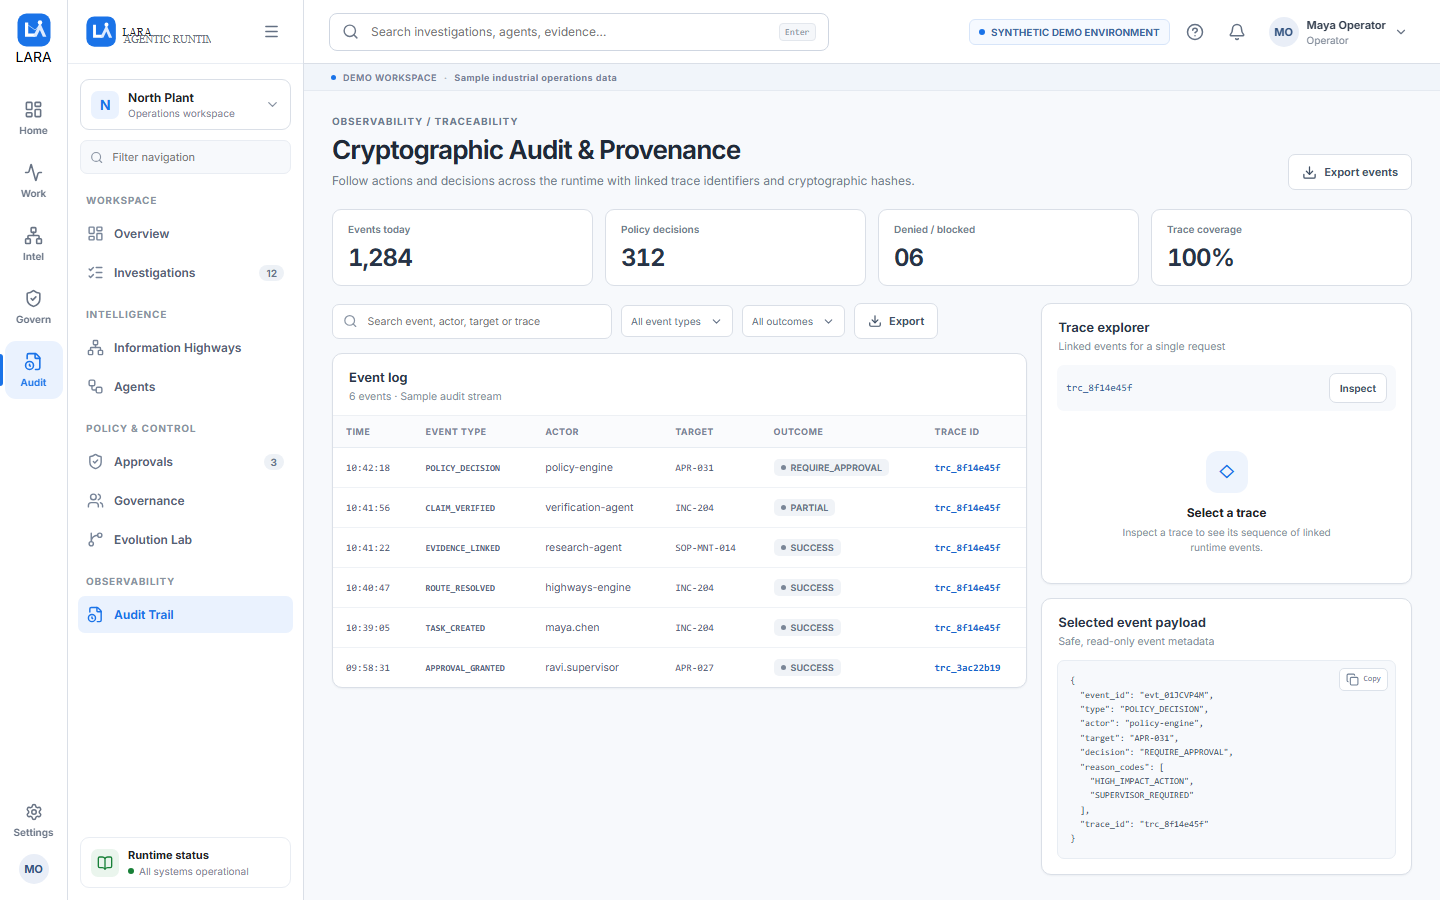 LARA
Home
Work
Intel
Govern
Audit
Settings
MO
LARA
AGENTIC RUNTIM
N
North Plant
Operations workspace
Filter navigation
WORKSPACE
Overview
Investigations 12
INTELLIGENCE
Information Highways
Agents
POLICY & CONTROL
Approvals 3
Governance
Evolution Lab
OBSERVABILITY
Audit Trail
Runtime status
All systems operational
Search investigations, agents, evidence... Enter
SYNTHETIC DEMO ENVIRONMENT
MO
Maya Operator
Operator
DEMO WORKSPACE · Sample industrial operations data
OBSERVABILITY / TRACEABILITY
Cryptographic Audit & Provenance
Follow actions and decisions across the runtime with linked trace identifiers and cryptographic hashes.
Export events
Events today
1,284
Policy decisions
312
Denied / blocked
06
Trace coverage
100%
Search event, actor, target or trace
All event types
All outcomes
Export
Event log
6 events · Sample audit stream
TIME EVENT TYPE ACTOR TARGET OUTCOME TRACE ID
10:42:18 POLICY_DECISION policy-engine APR-031 REQUIRE_APPROVAL trc_8f14e45f
10:41:56 CLAIM_VERIFIED verification-agent INC-204 PARTIAL trc_8f14e45f
10:41:22 EVIDENCE_LINKED research-agent SOP-MNT-014 SUCCESS trc_8f14e45f
10:40:47 ROUTE_RESOLVED highways-engine INC-204 SUCCESS trc_8f14e45f
10:39:05 TASK_CREATED maya.chen INC-204 SUCCESS trc_8f14e45f
09:58:31 APPROVAL_GRANTED ravi.supervisor APR-027 SUCCESS trc_3ac22b19
Trace explorer
Linked events for a single request
trc_8f14e45f Inspect
Select a trace
Inspect a trace to see its sequence of linked
runtime events.
Selected event payload
Safe, read-only event metadata
Copy
{
"event_id": "evt_01JCVP4M",
"type": "POLICY_DECISION",
"actor": "policy-engine",
"target": "APR-031",
"decision": "REQUIRE_APPROVAL",
"reason_codes": [
"HIGH_IMPACT_ACTION",
"SUPERVISOR_REQUIRED"
],
"trace_id": "trc_8f14e45f"
}